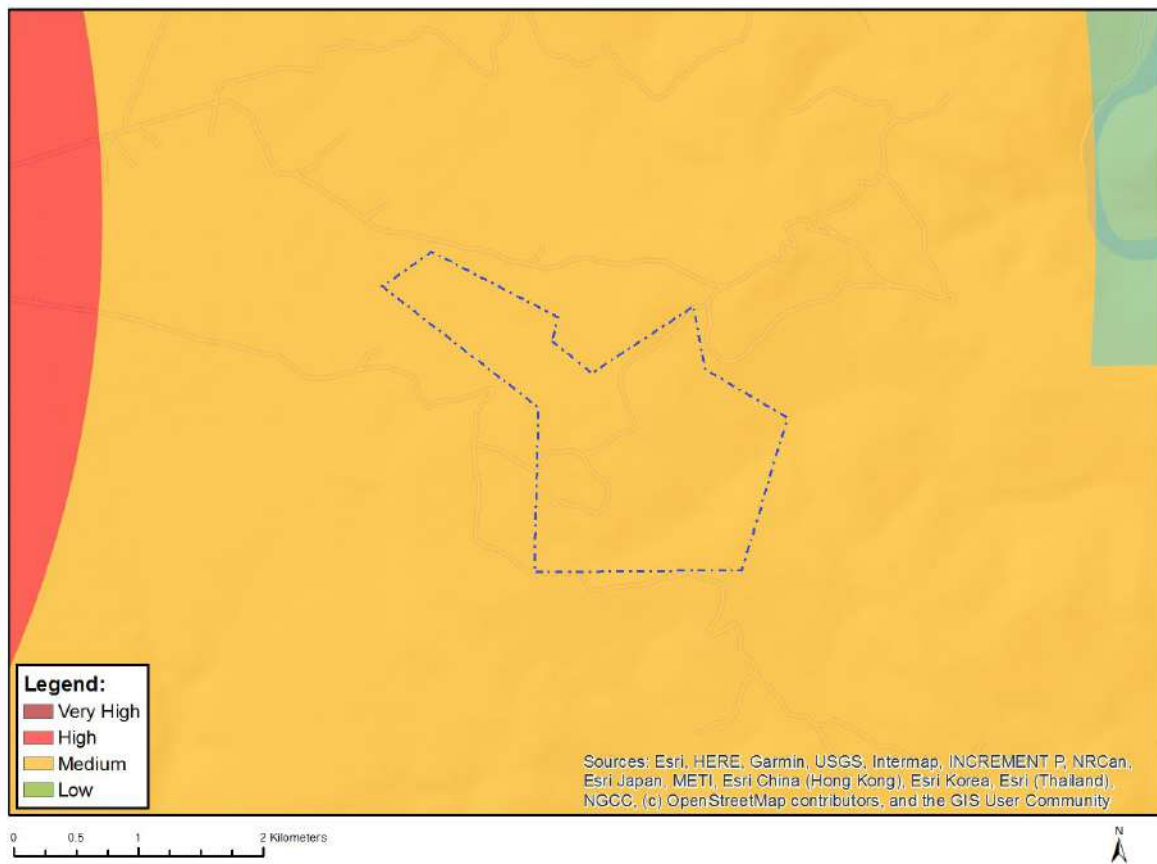 Legend:
Very High
High
Medium
Low
Sources: Esri, HERE, Garmin, USGS, Intermap, INCREMENT P, NRCan,
Esri Japan, METI, Esri China (Hong Kong), Esri Korea, Esri (Thailand),
NGCC, (c) OpenStreetMap contributors, and the GIS User Community
0 0.5 1 2 Kilometers
N